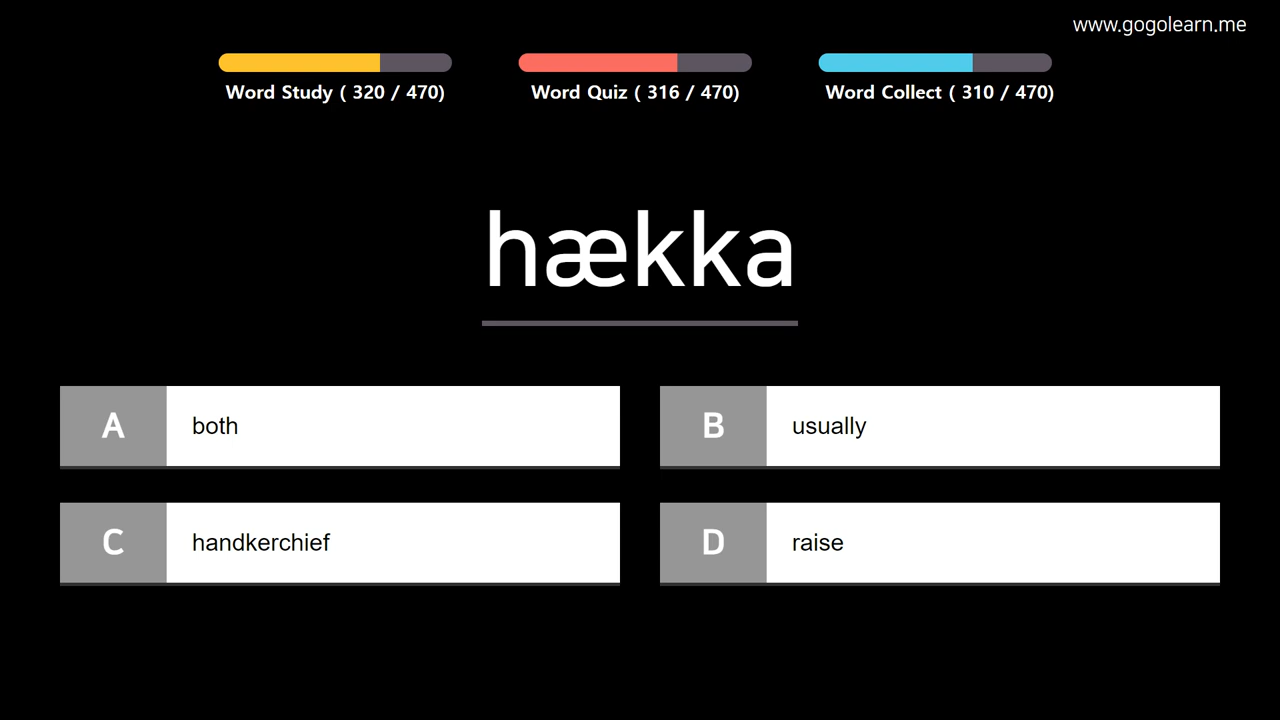 www.gogolearn.me
Word Study ( 320 / 470)
Word Quiz ( 316 / 470)
Word Collect ( 310 / 470)
hækka
A both
B usually
C handkerchief
D raise